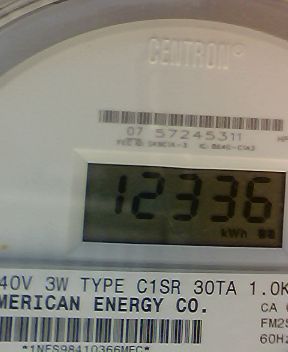 CENTRON®
07 57245311
12336
kWh
40V 3W TYPE C1SR 30TA 1.0K
MERICAN ENERGY CO.
CA
FM2S
60Hz